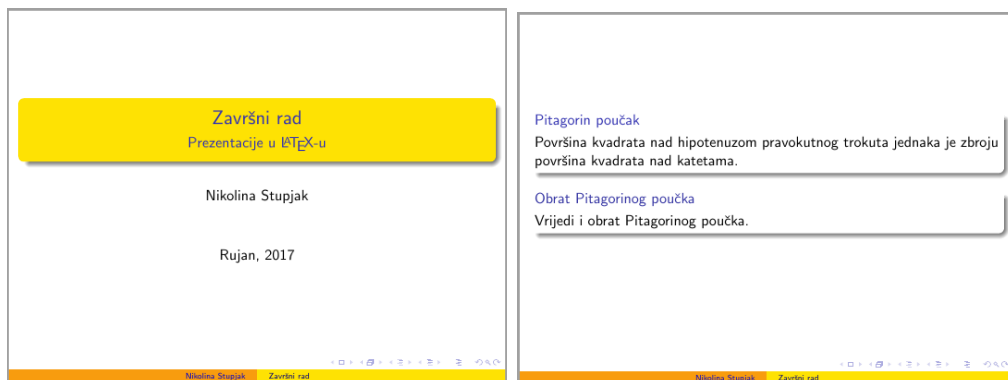 Završni rad
Prezentacije u LATEX-u
Nikolina Stupjak
Rujan, 2017
Nikolina Stupjak Završni rad
Pitagorin poučak
Površina kvadrata nad hipotenuzom pravokutnog trokuta jednaka je zbroju
površina kvadrata nad katetama.
Obrat Pitagorinog poučka
Vrijedi i obrat Pitagorinog poučka.
Nikolina Stupjak Završni rad